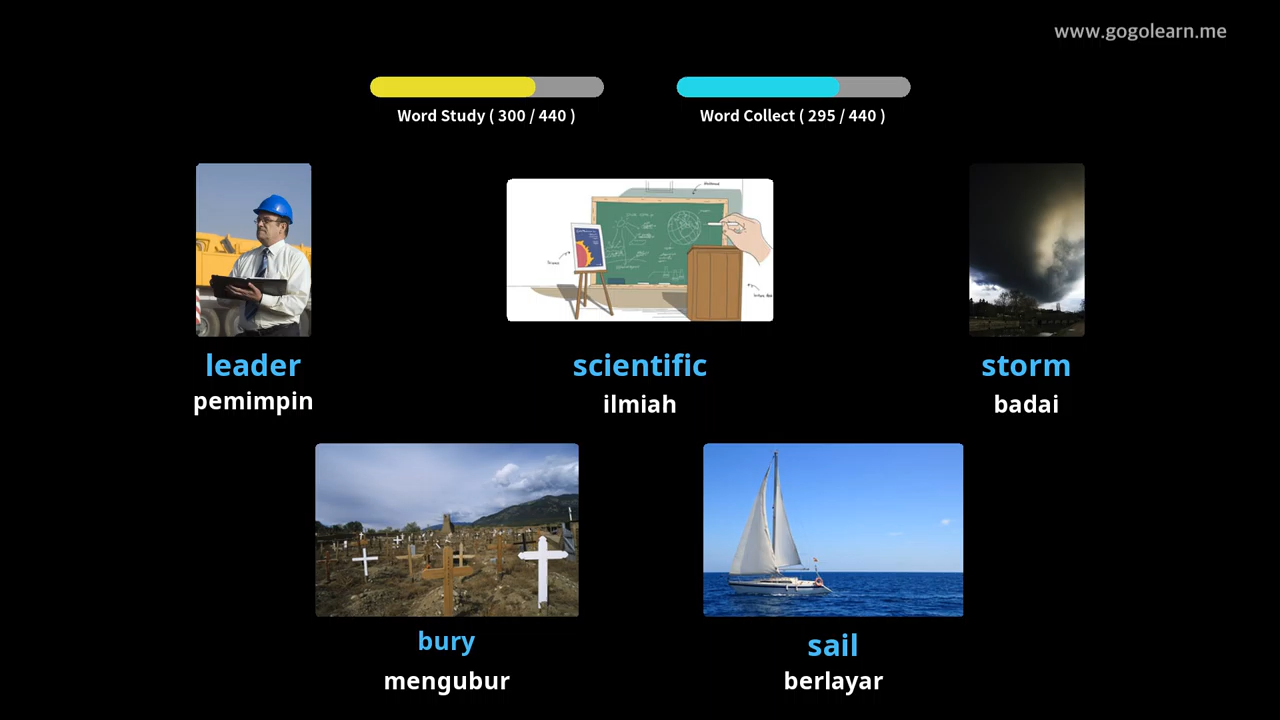 www.gogolearn.me
Word Study ( 300 / 440 )
Word Collect ( 295 / 440 )
leader
pemimpin
scientific
ilmiah
storm
badai
bury
mengubur
sail
berlayar